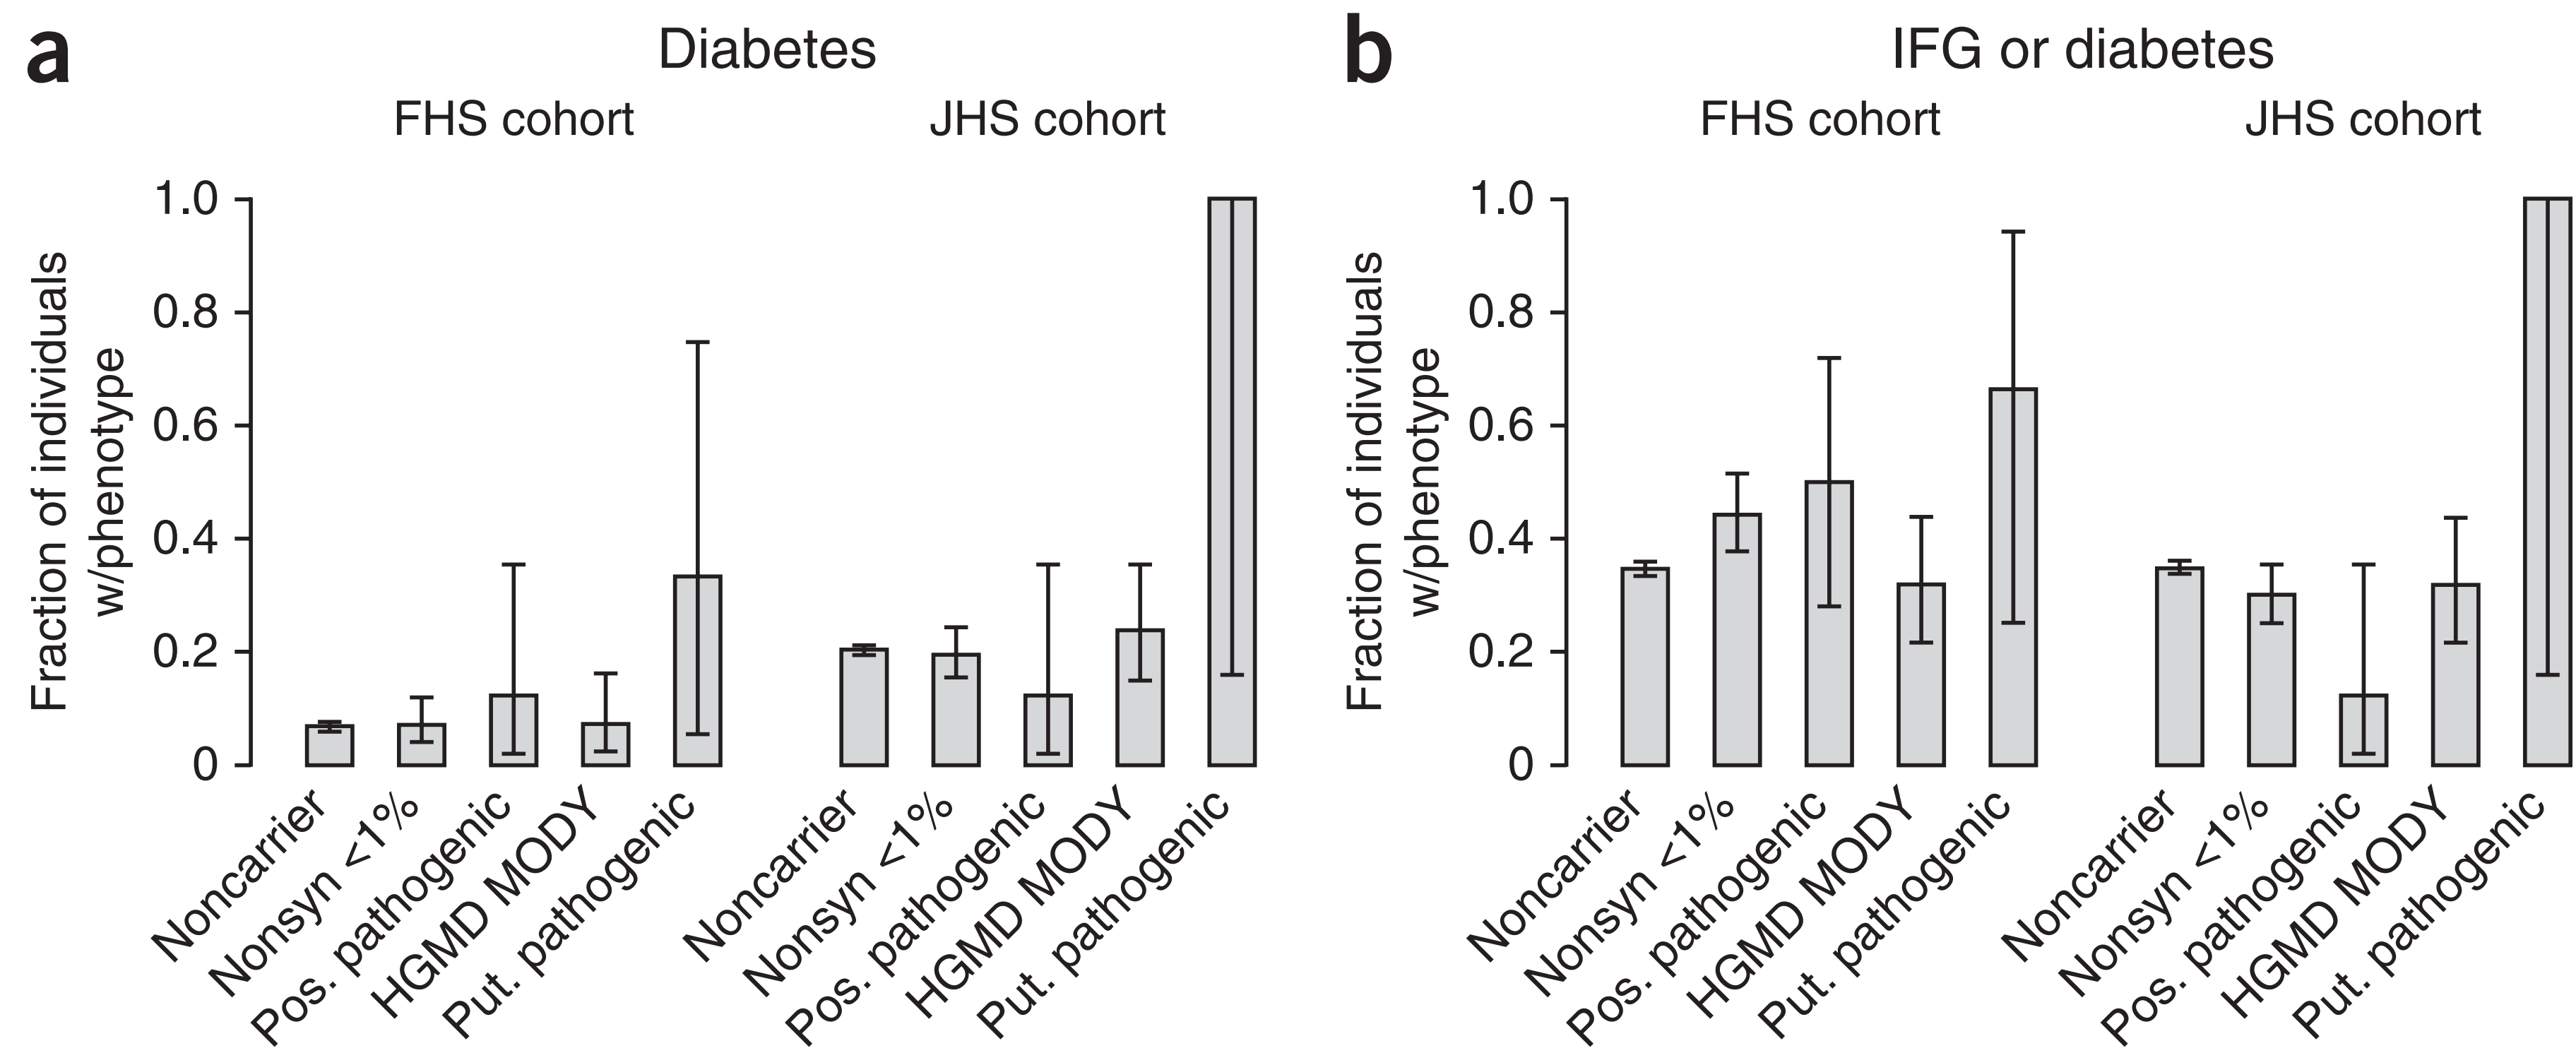 a
Diabetes
FHS cohort
JHS cohort
Fraction of individuals
w/phenotype
1.0
0.8
0.6
0.4
0.2
0
Noncarrier
Nonsyn <1%
Pos. pathogenic
HGMD MODY
Put. pathogenic
Noncarrier
Nonsyn <1%
Pos. pathogenic
HGMD MODY
Put. pathogenic
b
IFG or diabetes
FHS cohort
JHS cohort
Fraction of individuals
w/phenotype
1.0
0.8
0.6
0.4
0.2
0
Noncarrier
Nonsyn <1%
Pos. pathogenic
HGMD MODY
Put. pathogenic
Noncarrier
Nonsyn <1%
Pos. pathogenic
HGMD MODY
Put. pathogenic